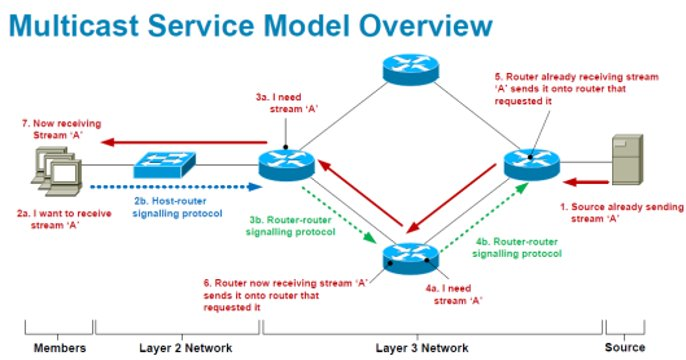 Multicast Service Model Overview
3a. I need
stream 'A'
5. Router already receiving stream
'A' sends it onto router that
requested it
7. Now receiving
Stream 'A'
2a. I want to receive
stream 'A'
2b. Host-router
signalling protocol
3b. Router-router
signalling protocol
1. Source already sending
stream 'A'
4b. Router-router
signalling protocol
6. Router now receiving stream 'A'
sends it onto router that
requested it
4a. I need
stream 'A'
Members
Layer 2 Network
Layer 3 Network
Source